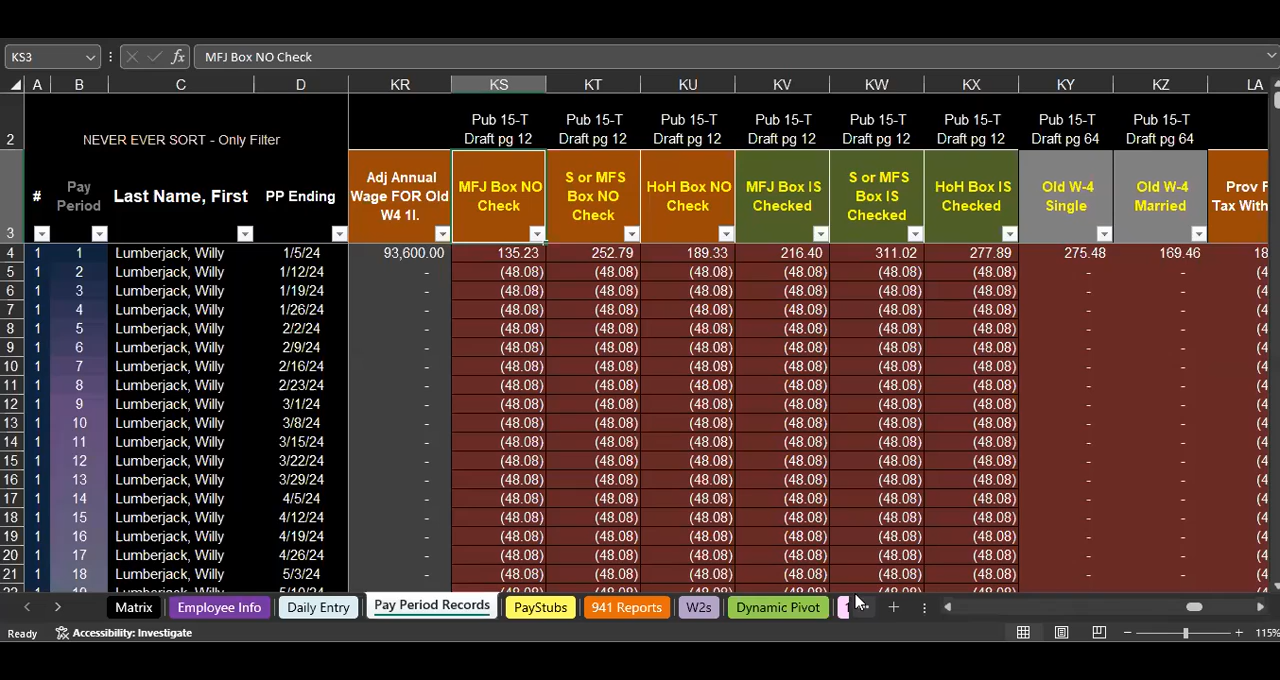 KS3 fx MFJ Box NO Check
A B C D KR KS KT KU KV KW KX KY KZ LA
2 NEVER EVER SORT - Only Filter Pub 15-T Draft pg 12 Pub 15-T Draft pg 12 Pub 15-T Draft pg 12 Pub 15-T Draft pg 12 Pub 15-T Draft pg 12 Pub 15-T Draft pg 12 Pub 15-T Draft pg 64 Pub 15-T Draft pg 64
3 # Pay Period Last Name, First PP Ending Adj Annual Wage FOR Old W4 1I. MFJ Box NO Check S or MFS Box NO Check HoH Box NO Check MFJ Box IS Checked S or MFS Box IS Checked HoH Box IS Checked Old W-4 Single Old W-4 Married Prov F Tax With
4 1 1 Lumberjack, Willy 1/5/24 93,600.00 135.23 252.79 189.33 216.40 311.02 277.89 275.48 169.46 18
5 1 2 Lumberjack, Willy 1/12/24 - (48.08) (48.08) (48.08) (48.08) (48.08) (48.08) - - (4
6 1 3 Lumberjack, Willy 1/19/24 - (48.08) (48.08) (48.08) (48.08) (48.08) (48.08) - - (4
7 1 4 Lumberjack, Willy 1/26/24 - (48.08) (48.08) (48.08) (48.08) (48.08) (48.08) - - (4
8 1 5 Lumberjack, Willy 2/2/24 - (48.08) (48.08) (48.08) (48.08) (48.08) (48.08) - - (4
9 1 6 Lumberjack, Willy 2/9/24 - (48.08) (48.08) (48.08) (48.08) (48.08) (48.08) - - (4
10 1 7 Lumberjack, Willy 2/16/24 - (48.08) (48.08) (48.08) (48.08) (48.08) (48.08) - - (4
11 1 8 Lumberjack, Willy 2/23/24 - (48.08) (48.08) (48.08) (48.08) (48.08) (48.08) - - (4
12 1 9 Lumberjack, Willy 3/1/24 - (48.08) (48.08) (48.08) (48.08) (48.08) (48.08) - - (4
13 1 10 Lumberjack, Willy 3/8/24 - (48.08) (48.08) (48.08) (48.08) (48.08) (48.08) - - (4
14 1 11 Lumberjack, Willy 3/15/24 - (48.08) (48.08) (48.08) (48.08) (48.08) (48.08) - - (4
15 1 12 Lumberjack, Willy 3/22/24 - (48.08) (48.08) (48.08) (48.08) (48.08) (48.08) - - (4
16 1 13 Lumberjack, Willy 3/29/24 - (48.08) (48.08) (48.08) (48.08) (48.08) (48.08) - - (4
17 1 14 Lumberjack, Willy 4/5/24 - (48.08) (48.08) (48.08) (48.08) (48.08) (48.08) - - (4
18 1 15 Lumberjack, Willy 4/12/24 - (48.08) (48.08) (48.08) (48.08) (48.08) (48.08) - - (4
19 1 16 Lumberjack, Willy 4/19/24 - (48.08) (48.08) (48.08) (48.08) (48.08) (48.08) - - (4
20 1 17 Lumberjack, Willy 4/26/24 - (48.08) (48.08) (48.08) (48.08) (48.08) (48.08) - - (4
21 1 18 Lumberjack, Willy 5/3/24 - (48.08) (48.08) (48.08) (48.08) (48.08) (48.08) - - (4
Matrix Employee Info Daily Entry Pay Period Records PayStubs 941 Reports W2s Dynamic Pivot
Ready Accessibility: Investigate 115%